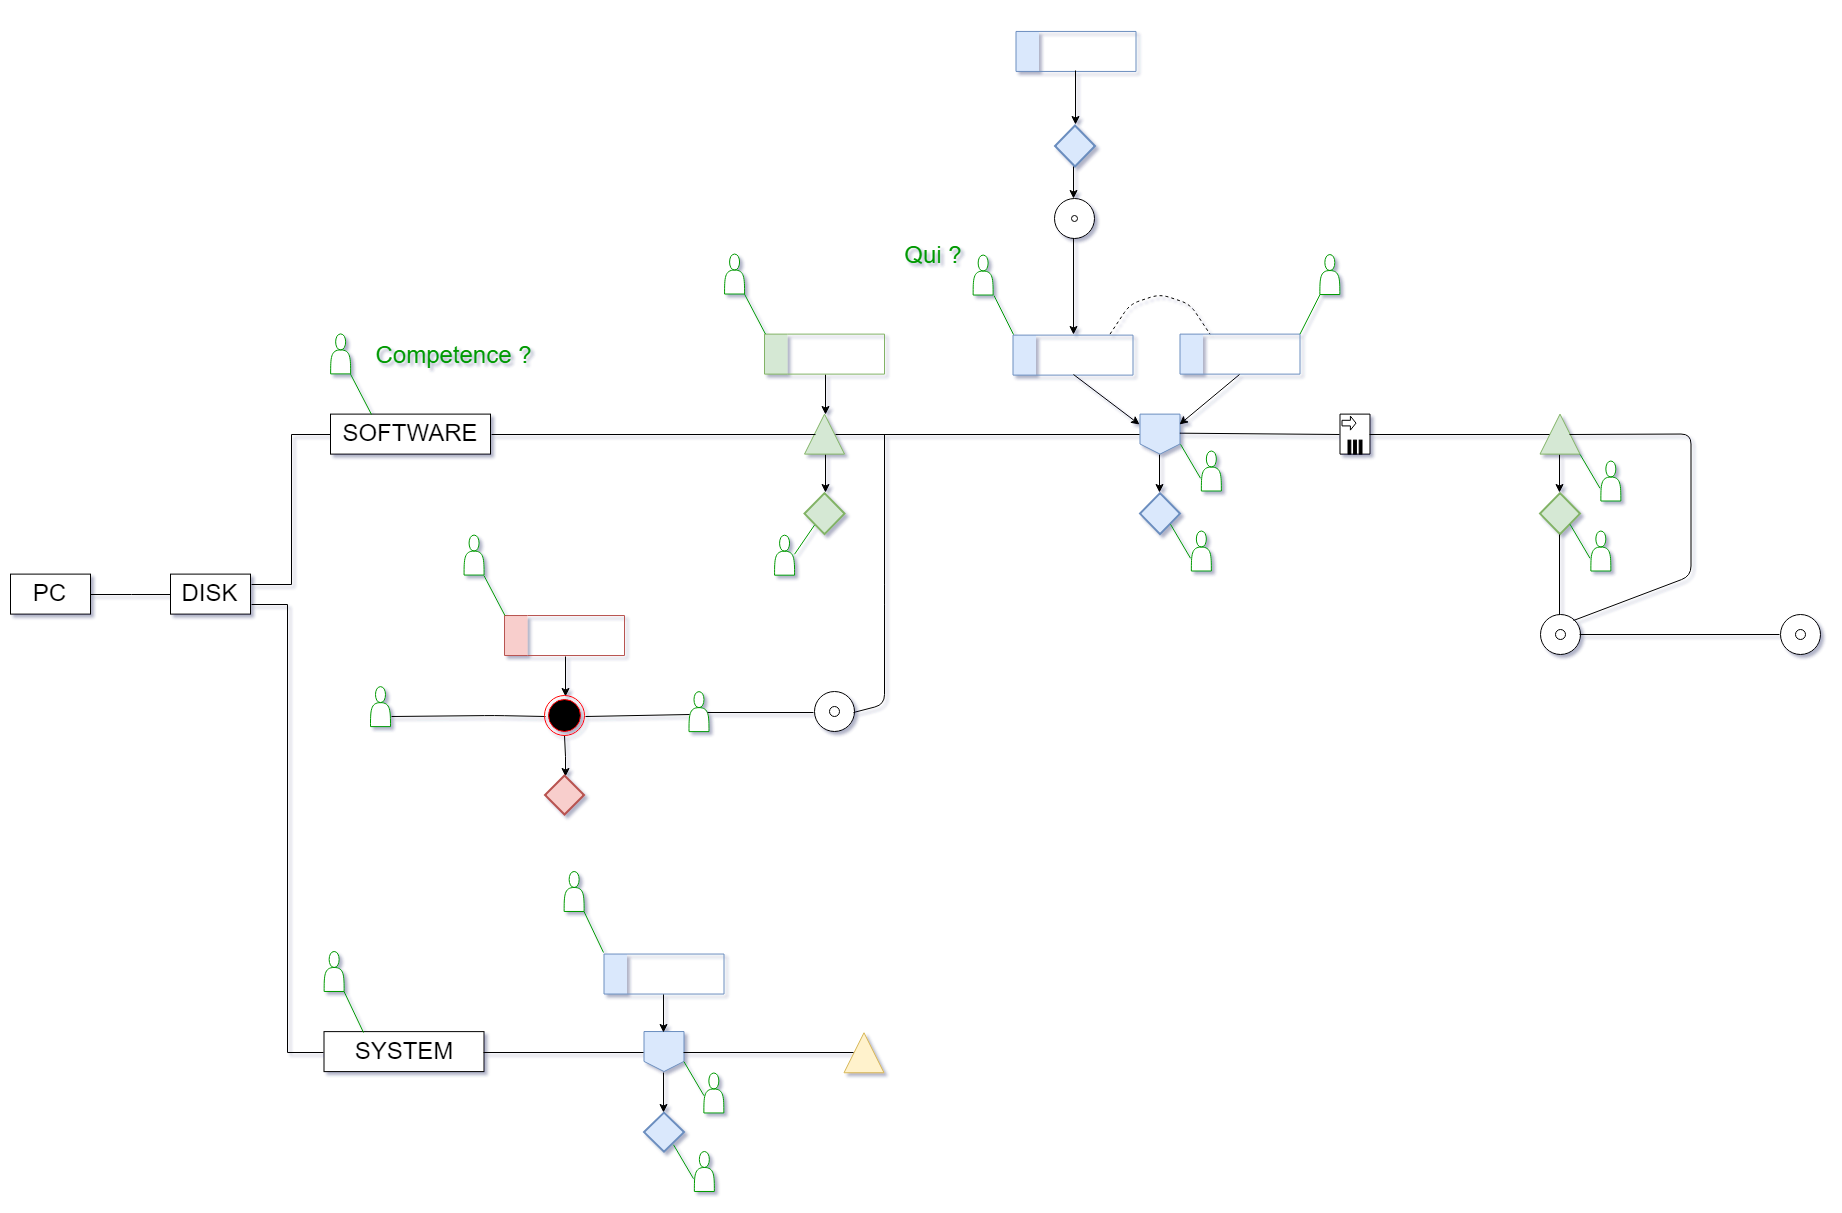 Qui ?
Competence ?
SOFTWARE
PC
DISK
SYSTEM